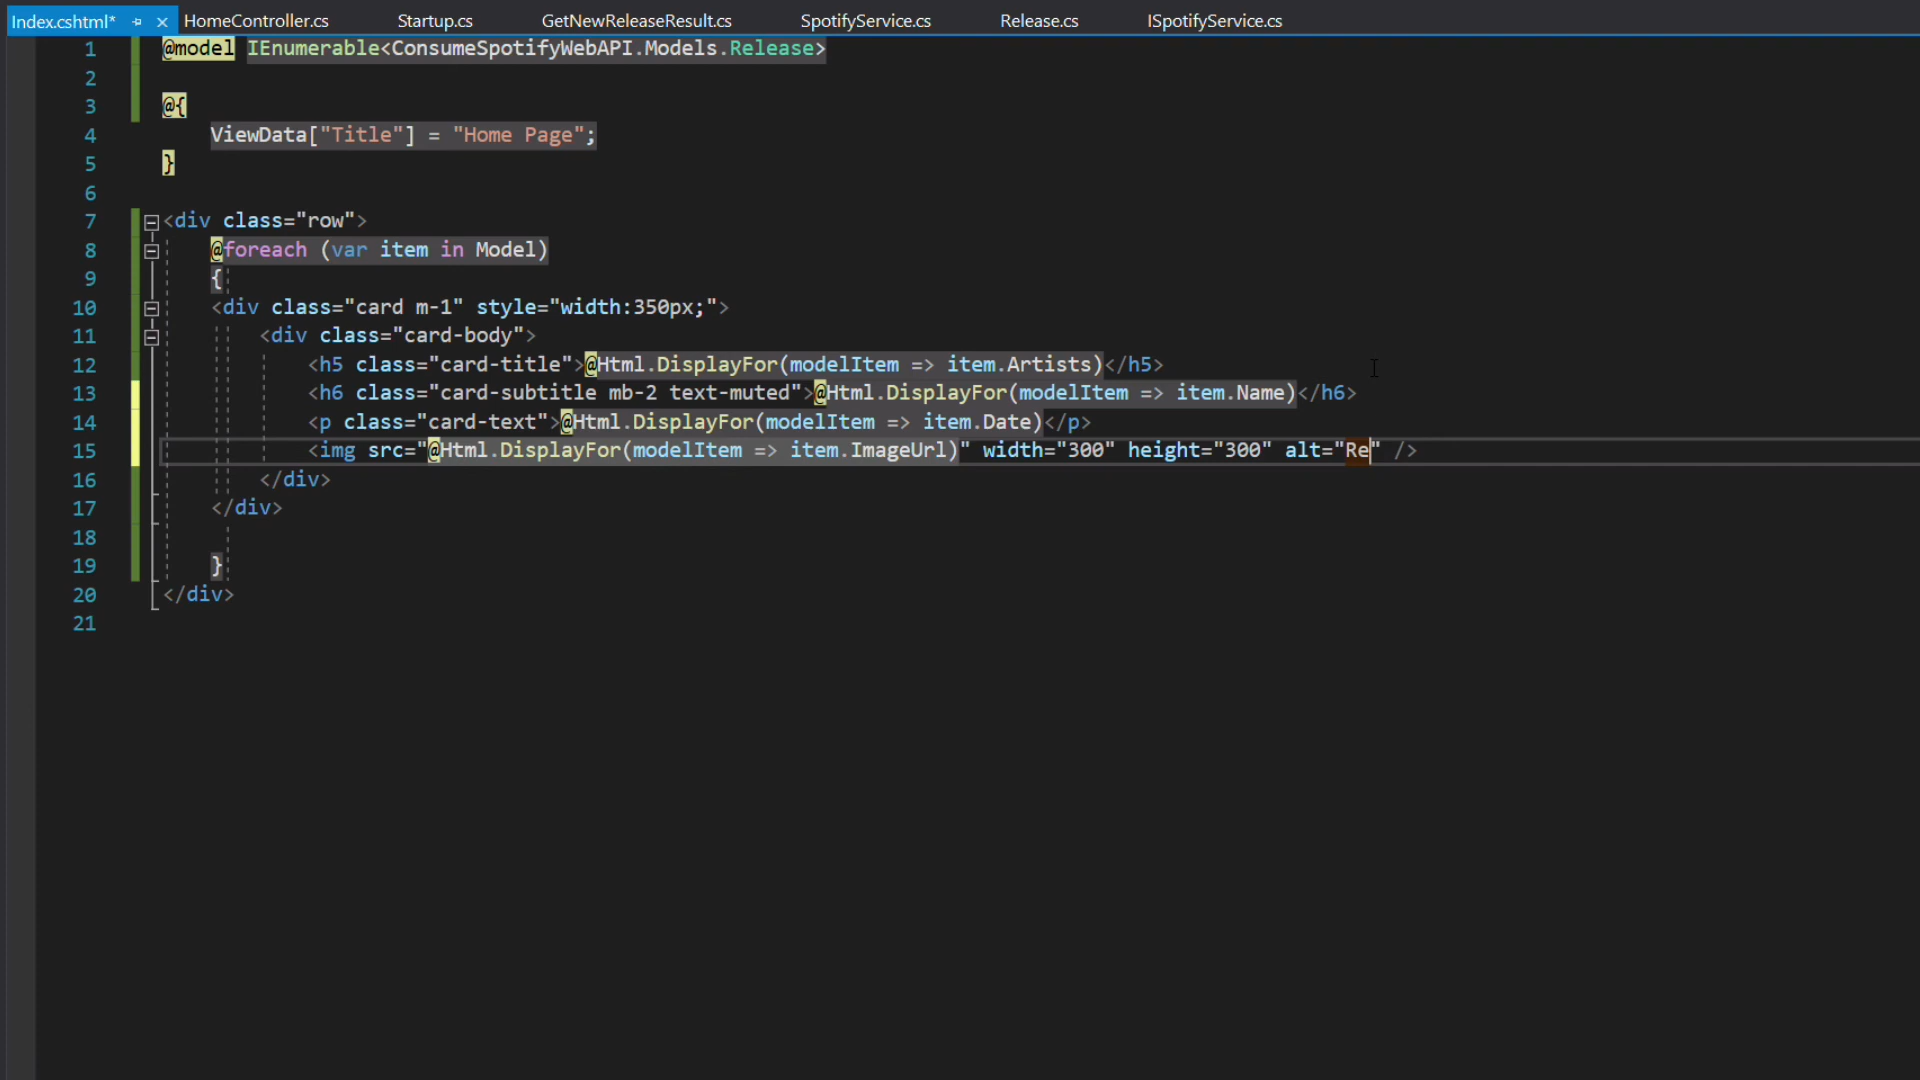 Index.cshtml* HomeController.cs Startup.cs GetNewReleaseResult.cs SpotifyService.cs Release.cs ISpotifyService.cs
1 @model IEnumerable<ConsumeSpotifyWebAPI.Models.Release>
2
3 @{
4 ViewData["Title"] = "Home Page";
5 }
6
7 <div class="row">
8 @foreach (var item in Model)
9 {
10 <div class="card m-1" style="width:350px;">
11 <div class="card-body">
12 <h5 class="card-title">@Html.DisplayFor(modelItem => item.Artists)</h5>
13 <h6 class="card-subtitle mb-2 text-muted">@Html.DisplayFor(modelItem => item.Name)</h6>
14 <p class="card-text">@Html.DisplayFor(modelItem => item.Date)</p>
15 <img src="@Html.DisplayFor(modelItem => item.ImageUrl)" width="300" height="300" alt="Re" />
16 </div>
17 </div>
18
19 }
20 </div>
21